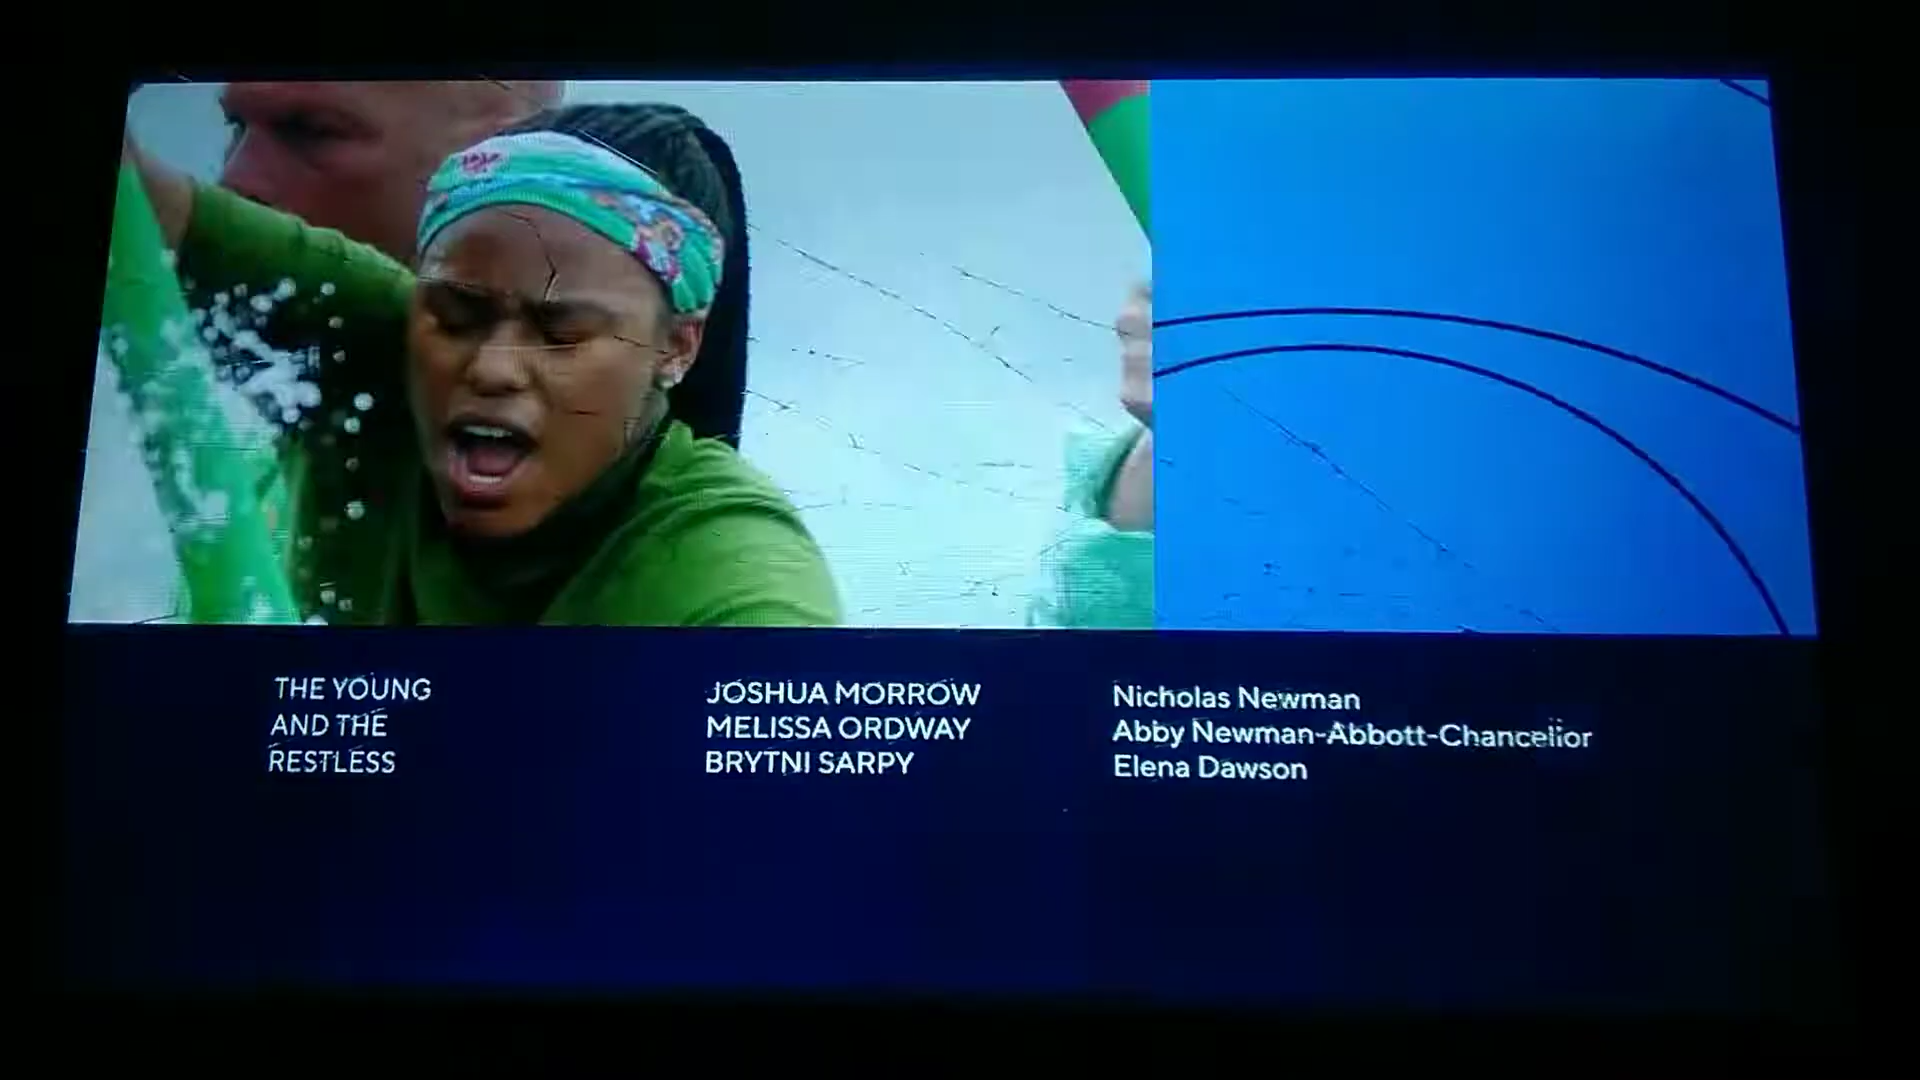 THE YOUNG
AND THE
RESTLESS
JOSHUA MORROW
MELISSA ORDWAY
BRYTNI SARPY
Nicholas Newman
Abby Newman-Abbott-Chancellor
Elena Dawson